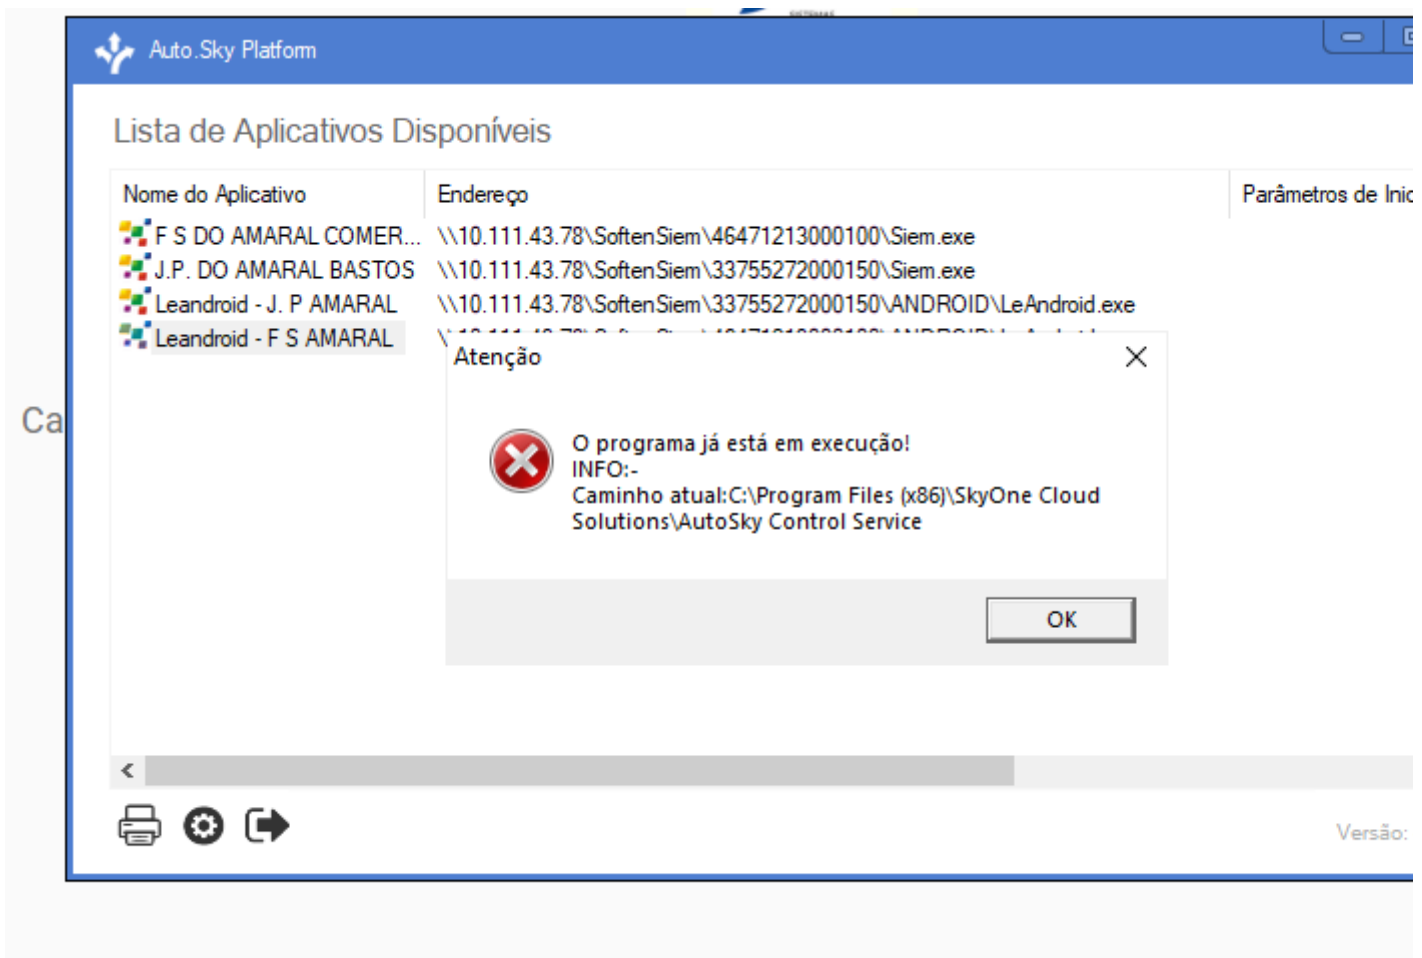 SISTEMAS
Auto.Sky Platform
Lista de Aplicativos Disponíveis
Nome do Aplicativo Endereço Parâmetros de Inic
F S DO AMARAL COMER... \\10.111.43.78\SoftenSiem\46471213000100\Siem.exe
J.P. DO AMARAL BASTOS \\10.111.43.78\SoftenSiem\33755272000150\Siem.exe
Leandroid - J. P AMARAL \\10.111.43.78\SoftenSiem\33755272000150\ANDROID\LeAndroid.exe
Leandroid - F S AMARAL
Atenção
Ca
O programa já está em execução!
INFO:-
Caminho atual:C:\Program Files (x86)\SkyOne Cloud
Solutions\AutoSky Control Service
OK
Versão: